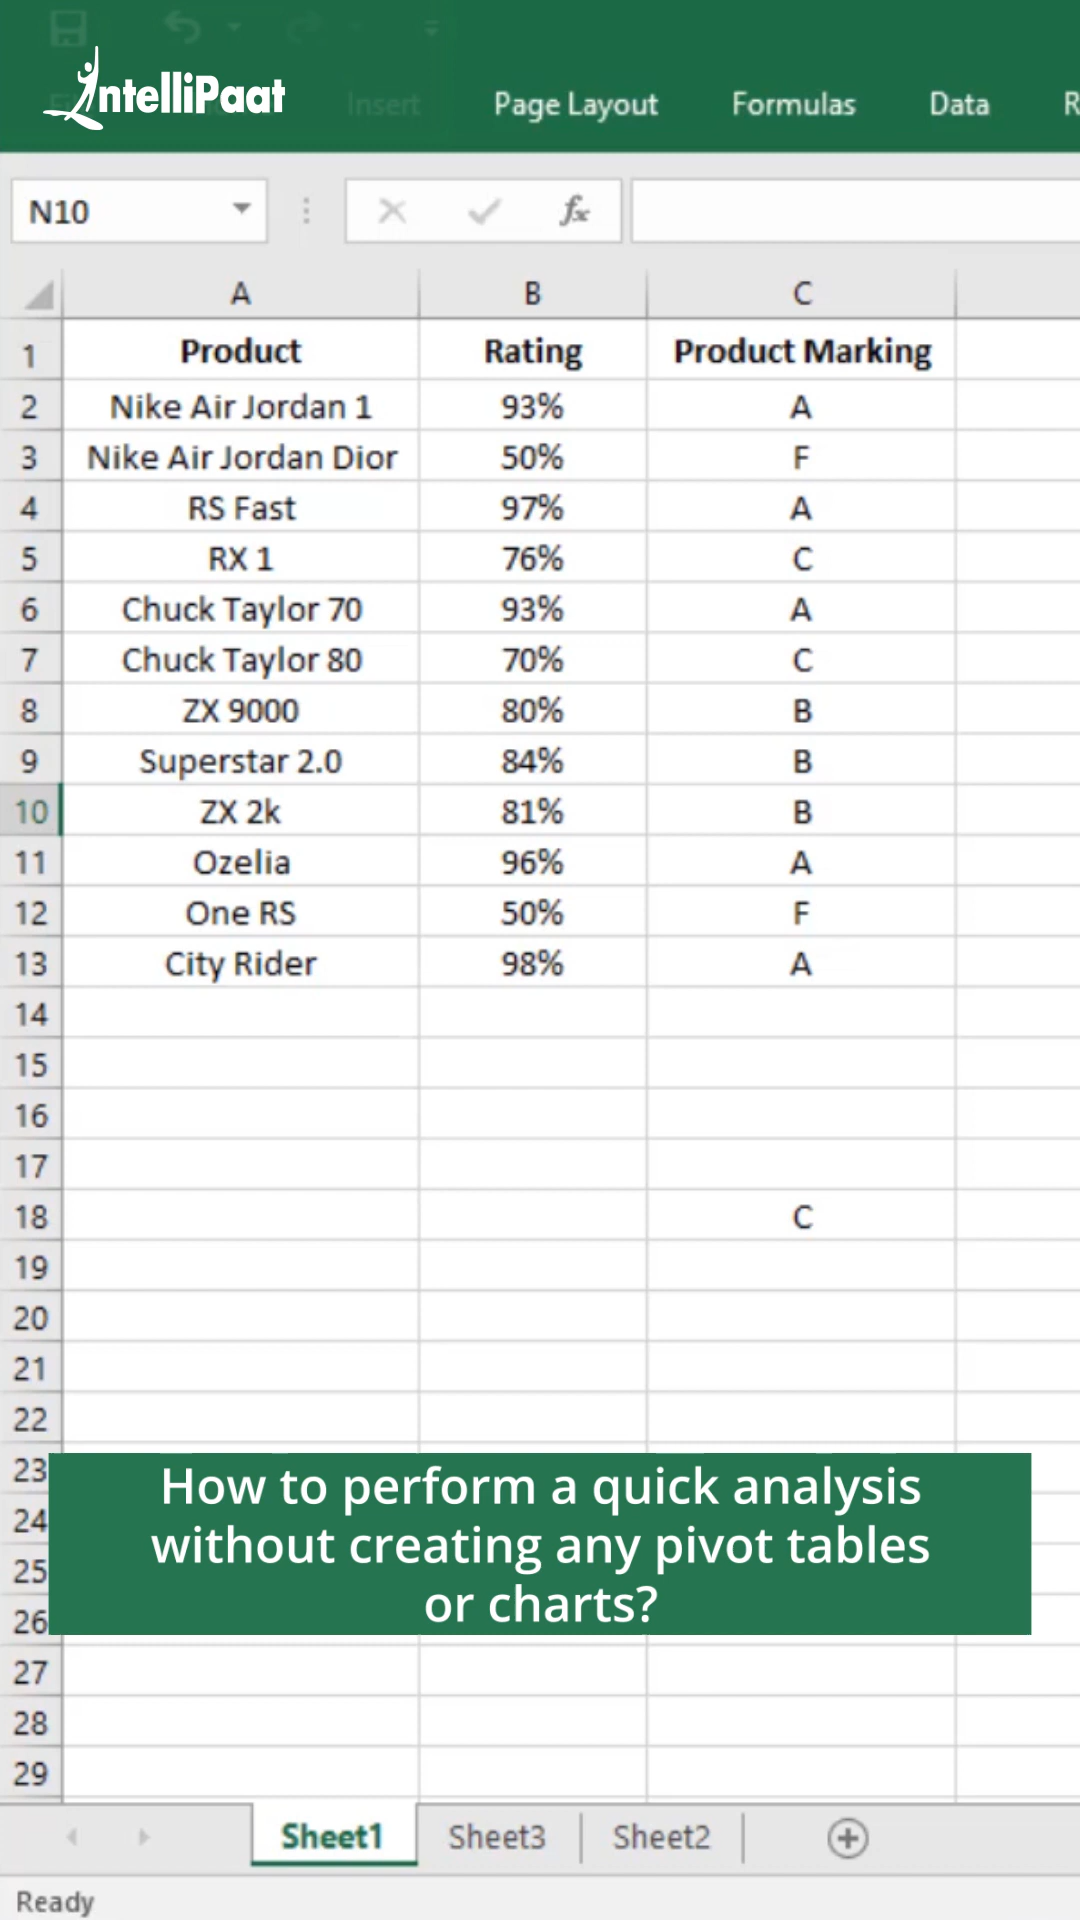 IntelliPaat
Insert Page Layout Formulas Data R
N10 fx
A B C
1 Product Rating Product Marking
2 Nike Air Jordan 1 93% A
3 Nike Air Jordan Dior 50% F
4 RS Fast 97% A
5 RX 1 76% C
6 Chuck Taylor 70 93% A
7 Chuck Taylor 80 70% C
8 ZX 9000 80% B
9 Superstar 2.0 84% B
10 ZX 2k 81% B
11 Ozelia 96% A
12 One RS 50% F
13 City Rider 98% A
14
15
16
17
18 C
19
20
21
22
23
24
25
26
How to perform a quick analysis
without creating any pivot tables
or charts?
27
28
29
Sheet1 Sheet3 Sheet2
Ready